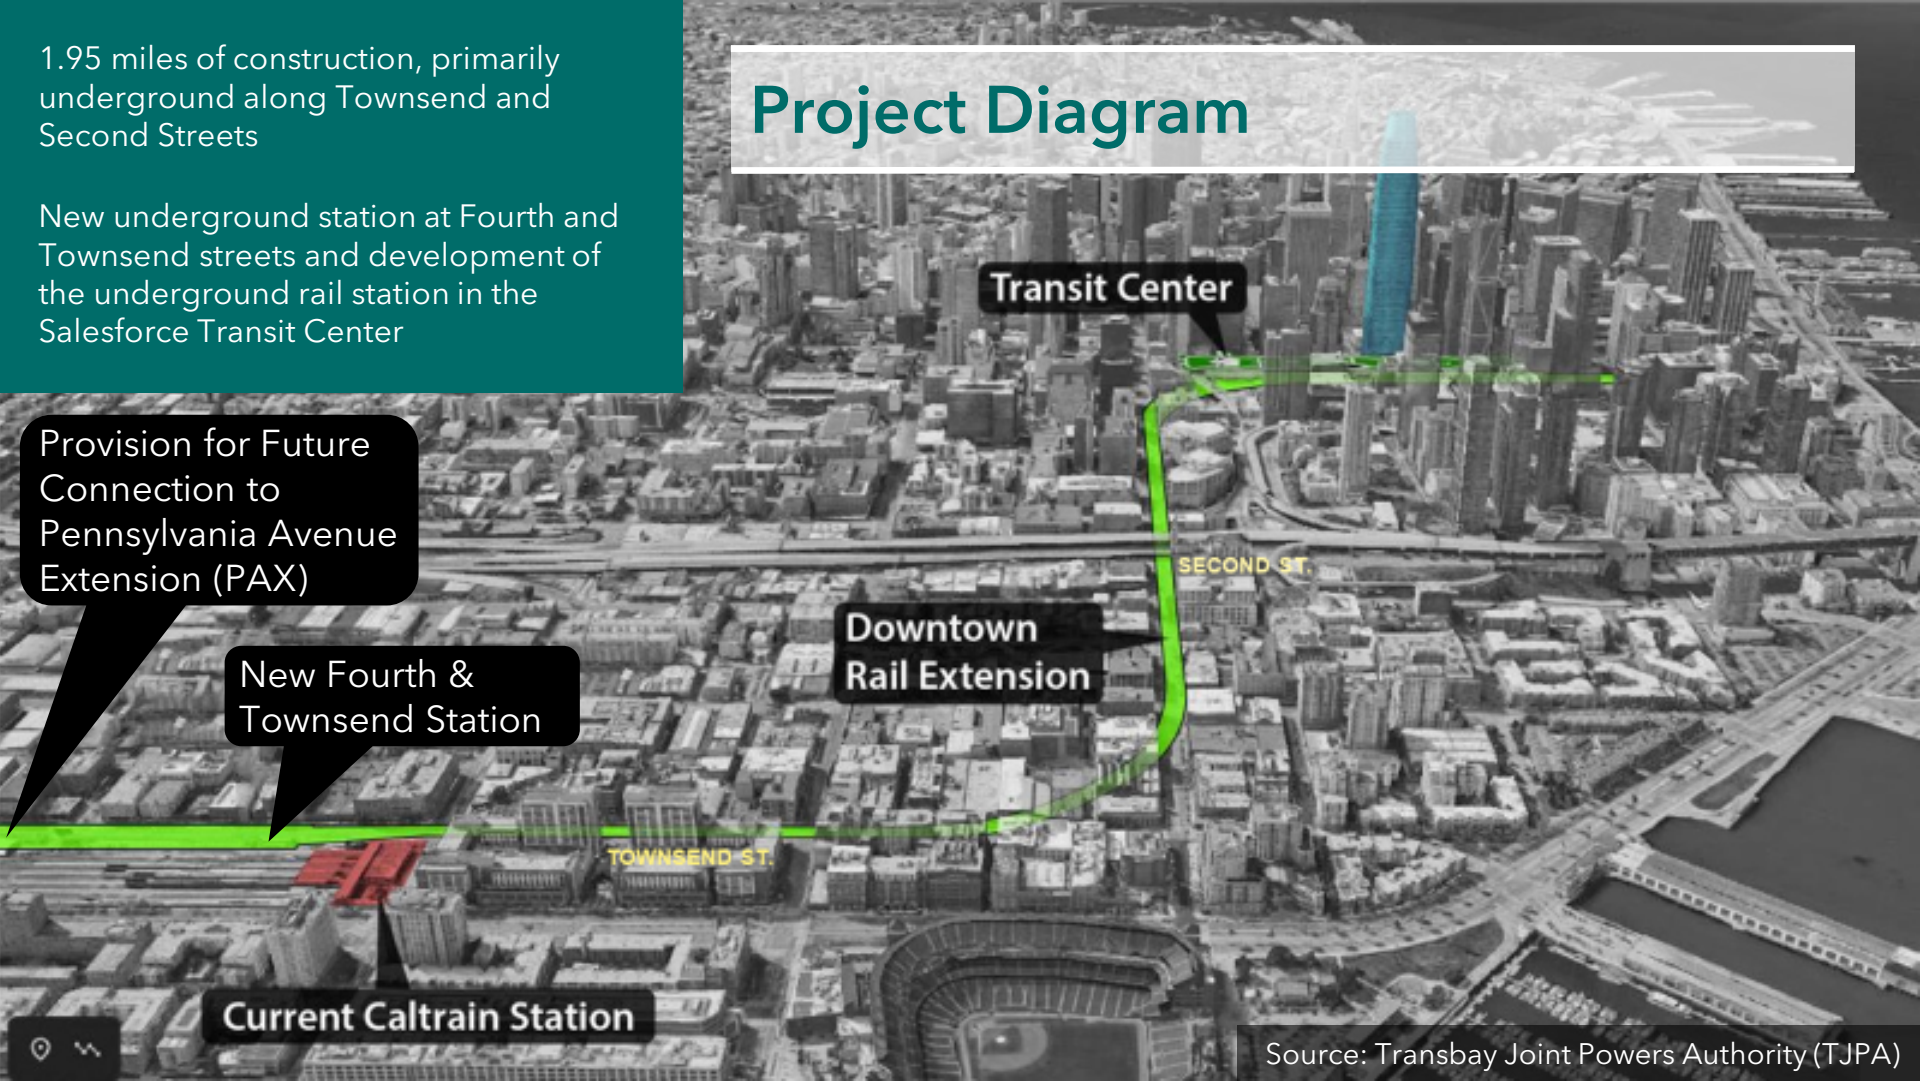 1.95 miles of construction, primarily
underground along Townsend and
Second Streets
New underground station at Fourth and
Townsend streets and development of
the underground rail station in the
Salesforce Transit Center
Project Diagram
Transit Center
Provision for Future
Connection to
Pennsylvania Avenue
Extension (PAX)
SECOND ST.
Downtown
Rail Extension
New Fourth &
Townsend Station
TOWNSEND ST.
Current Caltrain Station
Source: Transbay Joint Powers Authority (TJPA)